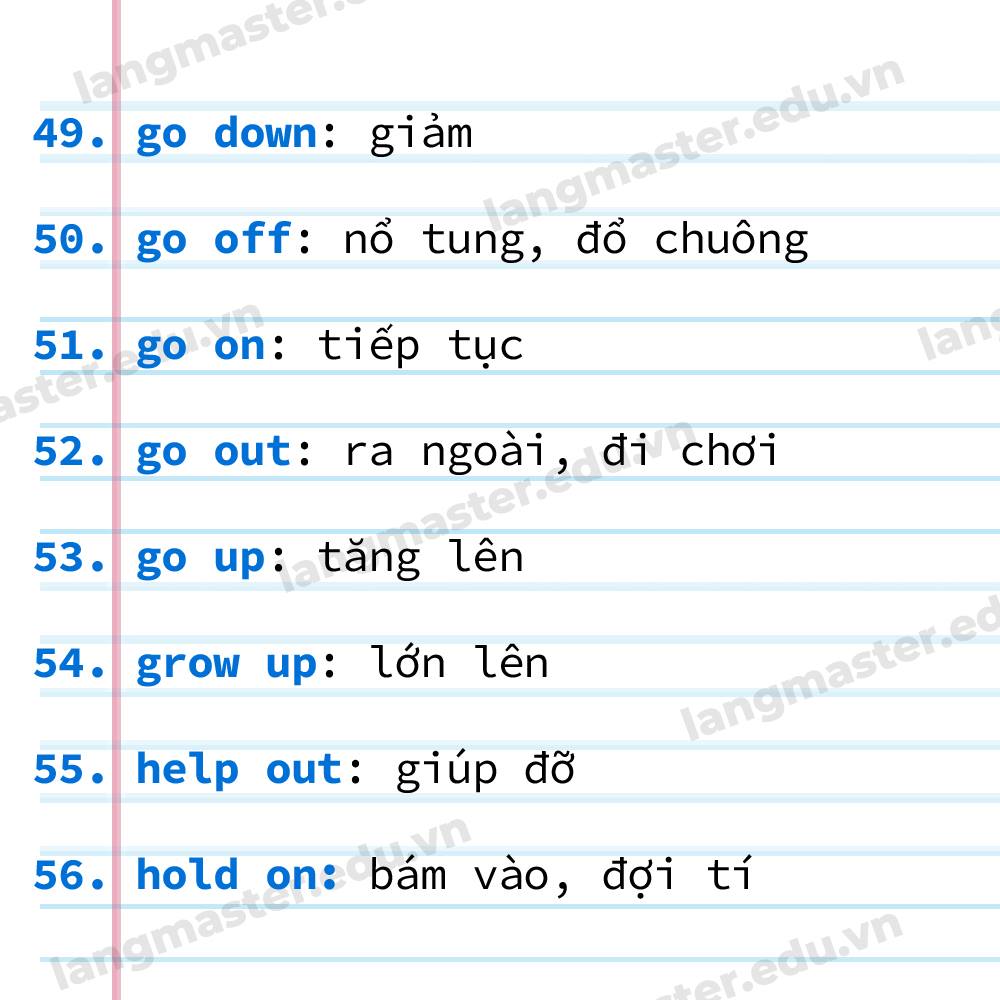 langmaster.edu.vn
49. go down: giảm
50. go off: nổ tung, đổ chuông
51. go on: tiếp tục
52. go out: ra ngoài, đi chơi
53. go up: tăng lên
54. grow up: lớn lên
55. help out: giúp đỡ
56. hold on: bám vào, đợi tí